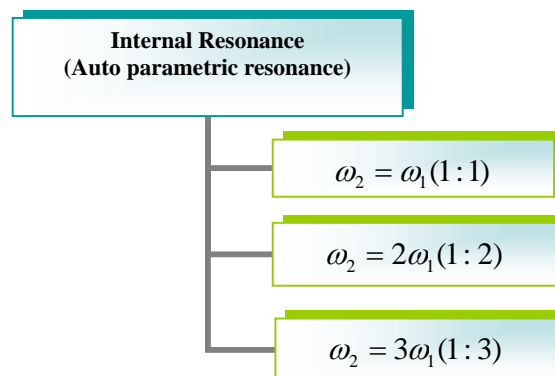 Internal Resonance
(Auto parametric resonance)
ω₂ = ω₁(1:1)
ω₂ = 2ω₁(1:2)
ω₂ = 3ω₁(1:3)